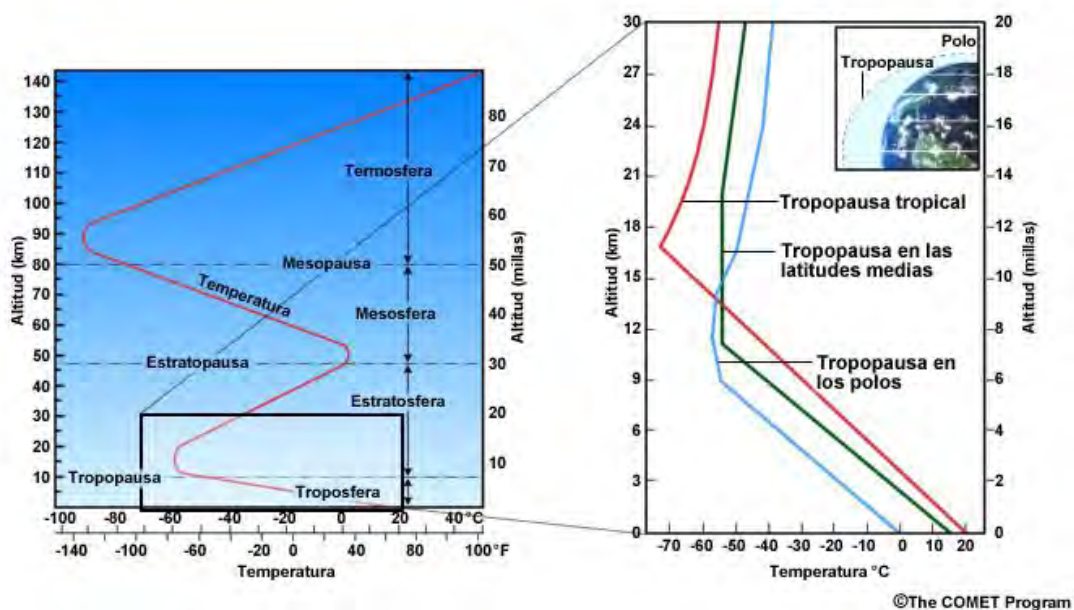 Altitud (km)
140
130
120
110
100
90
80
70
60
50
40
30
20
10
Termosfera
Mesopausa
Temperatura
Mesosfera
Estratopausa
Estratosfera
Tropopausa
Troposfera
80
70
60
50
40
30
20
10
Altitud (millas)
-100 -80 -60 -40 -20 0 20 40°C
-140 -100 -60 -20 0 20 60 100°F
Temperatura
Altitud (km)
30
27
24
21
18
15
12
9
6
3
0
Polo
Tropopausa
Tropopausa tropical
Tropopausa en las
latitudes medias
Tropopausa en
los polos
20
18
16
14
12
10
8
6
4
2
0
Altitud (millas)
-70 -60 -50 -40 -30 -20 -10 0 10 20
Temperatura °C
©The COMET Program